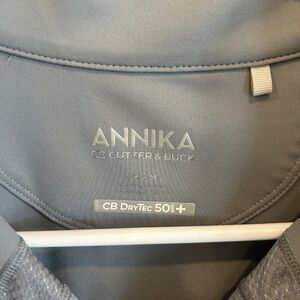 ANNIKA
CUTTER & BUCK
CB DRYTEC 50 +